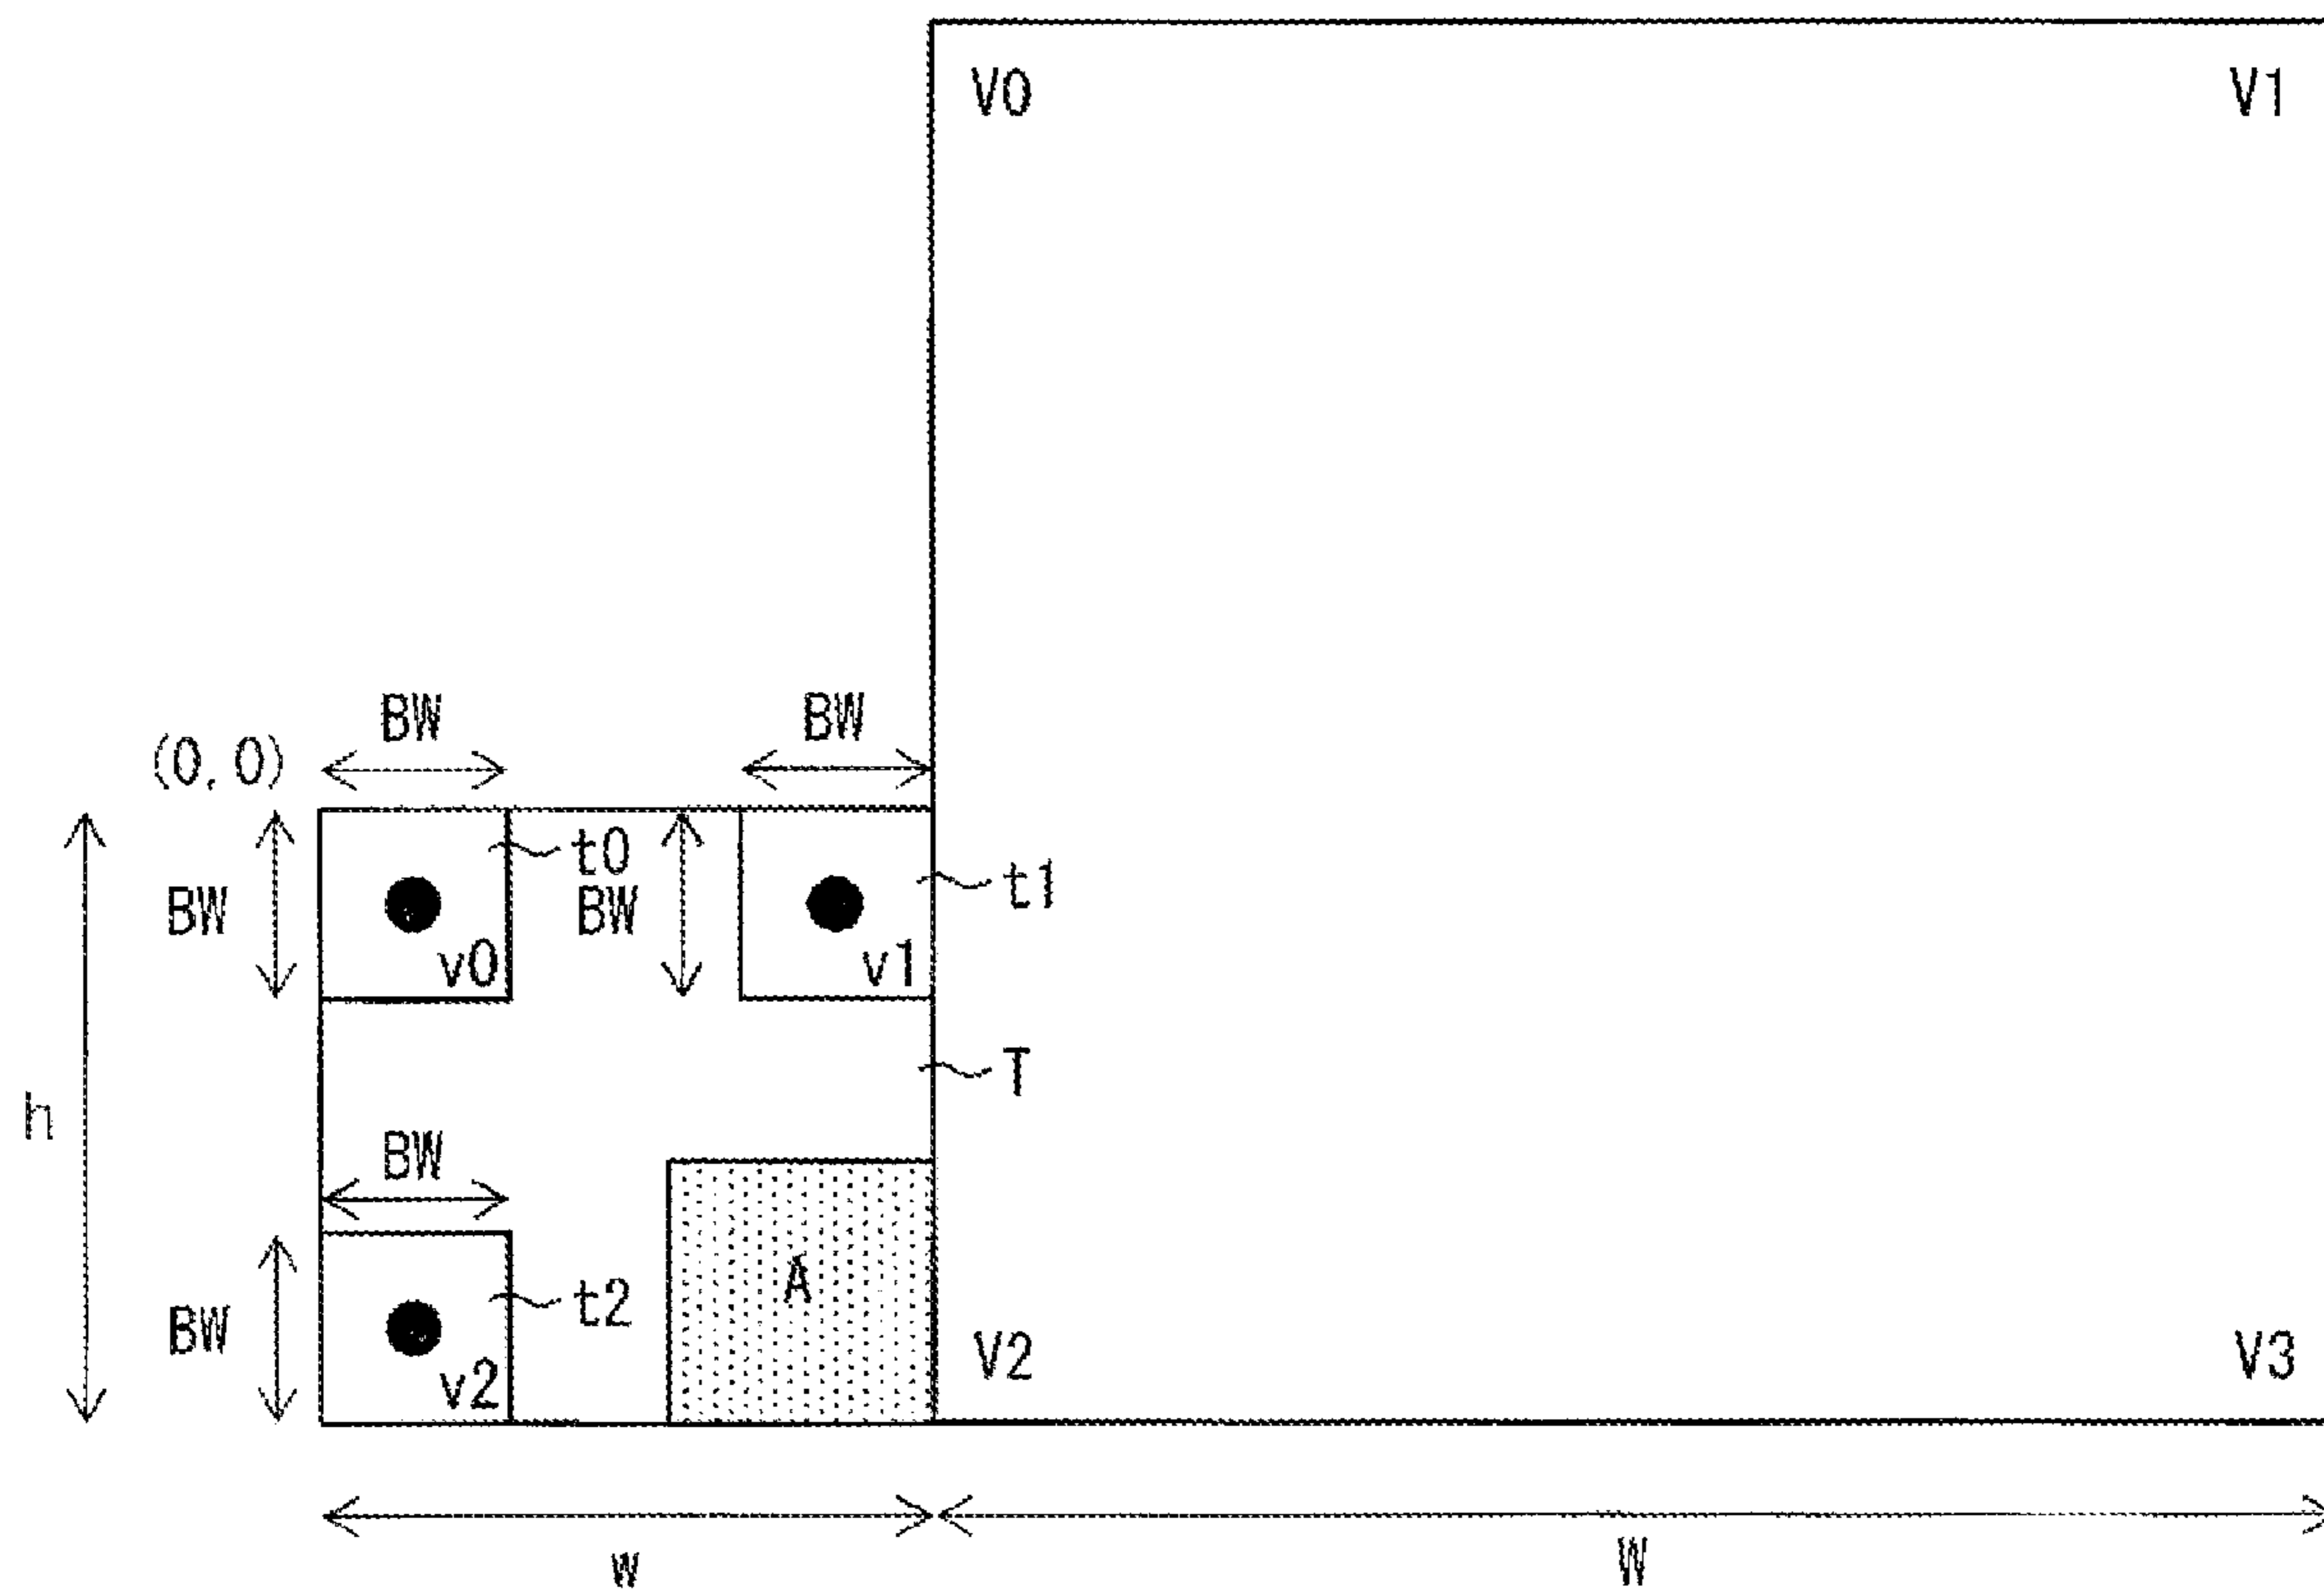 V0 V1
BW BW
(0,0)
t0 t1
BW BW
v0 v1
T
h
BW
A
t2
BW V2 V3
v2
w W